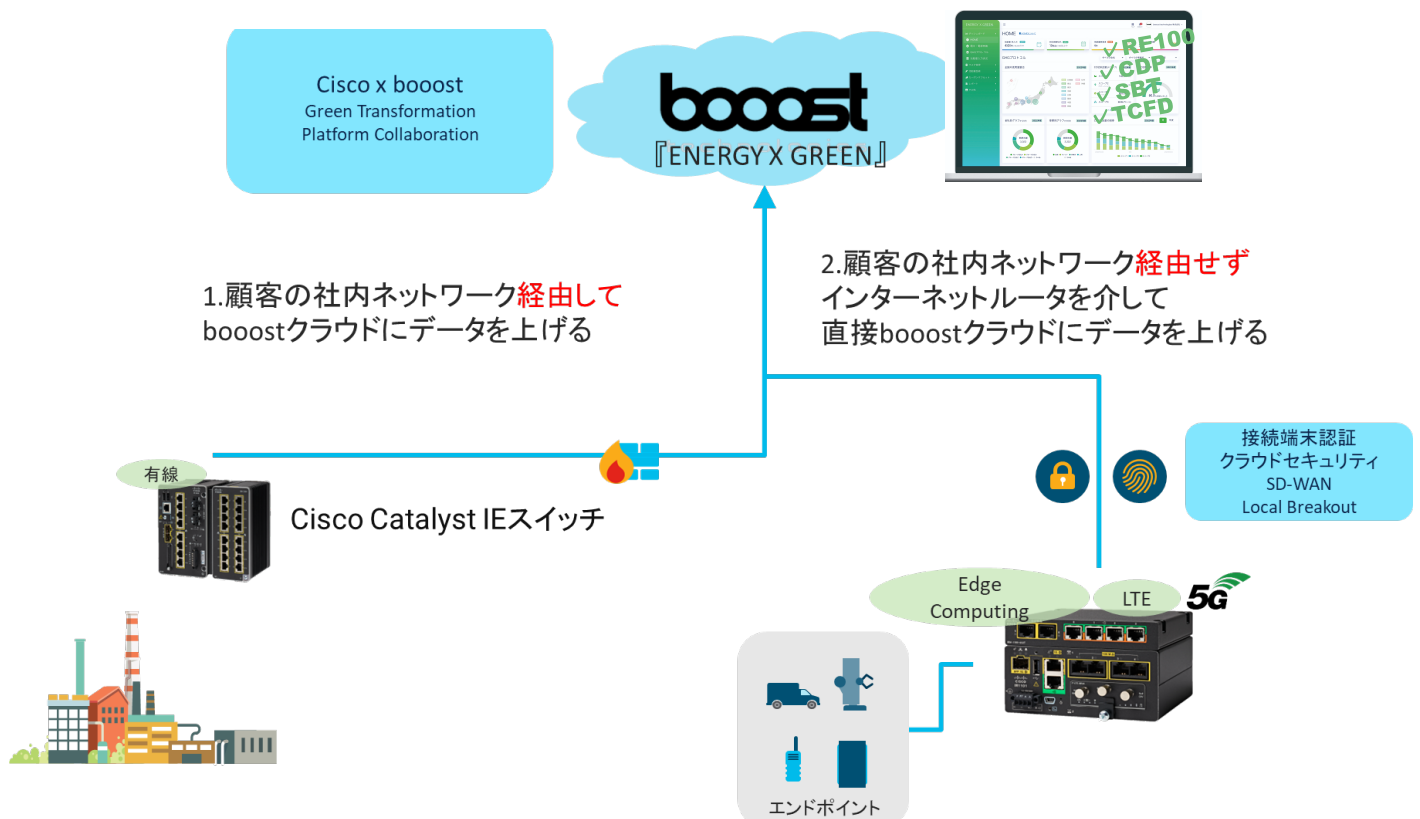 Cisco x booost
Green Transformation
Platform Collaboration
booost
『ENERGY X GREEN』
HOME
✓RE100
✓CDP
✓SBT
✓TCFD
1.顧客の社内ネットワーク経由して
booostクラウドにデータを上げる
2.顧客の社内ネットワーク経由せず
インターネットルータを介して
直接booostクラウドにデータを上げる
有線
Cisco Catalyst IEスイッチ
接続端末認証
クラウドセキュリティ
SD-WAN
Local Breakout
Edge
Computing
LTE
5G
エンドポイント